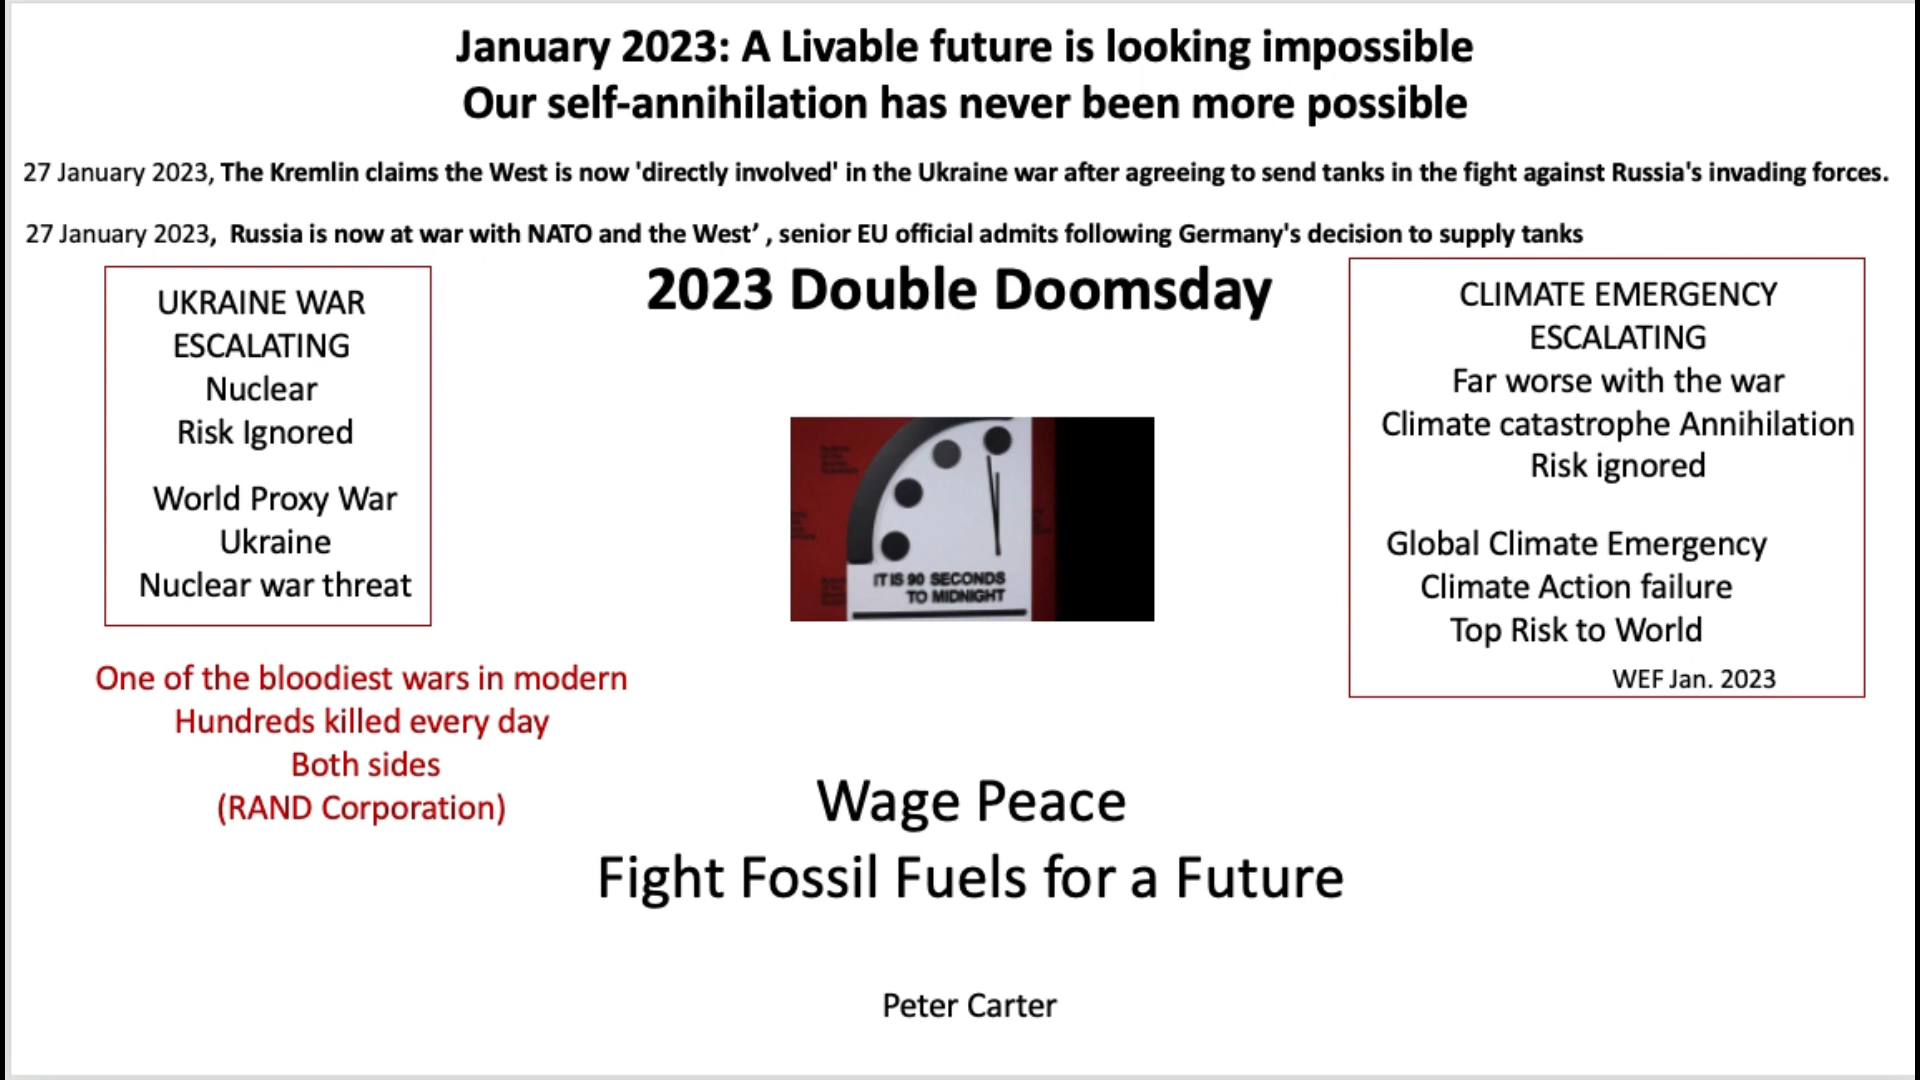 January 2023: A Livable future is looking impossible
Our self-annihilation has never been more possible
27 January 2023, The Kremlin claims the West is now 'directly involved' in the Ukraine war after agreeing to send tanks in the fight against Russia's invading forces.
27 January 2023,  Russia is now at war with NATO and the West’ , senior EU official admits following Germany's decision to supply tanks
2023 Double Doomsday
UKRAINE WAR
ESCALATING
Nuclear
Risk Ignored
World Proxy War
Ukraine
Nuclear war threat
One of the bloodiest wars in modern
Hundreds killed every day
Both sides
(RAND Corporation)
IT IS 90 SECONDS
TO MIDNIGHT
CLIMATE EMERGENCY
ESCALATING
Far worse with the war
Climate catastrophe Annihilation
Risk ignored
Global Climate Emergency
Climate Action failure
Top Risk to World
WEF Jan. 2023
Wage Peace
Fight Fossil Fuels for a Future
Peter Carter